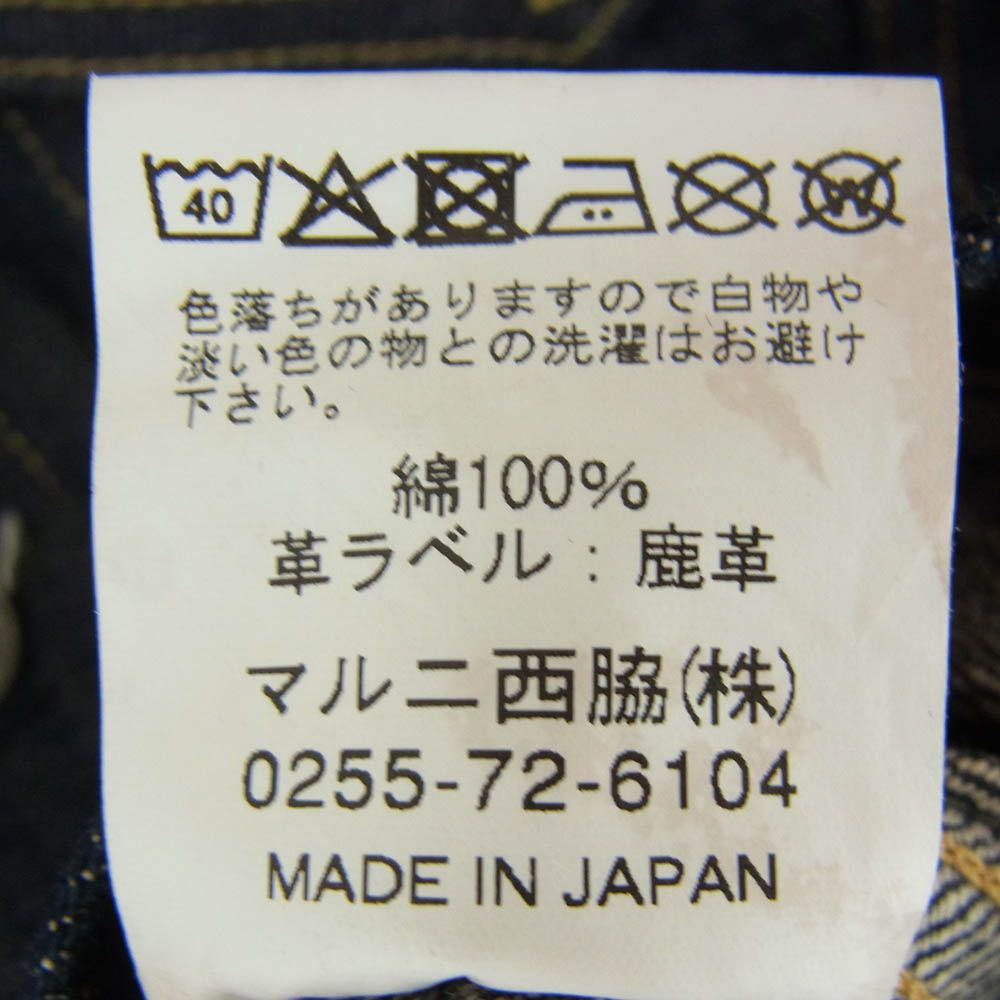 40
W
色落ちがありますので白物や
淡い色の物との洗濯はお避け
下さい。
綿100%
革ラベル：鹿革
マルニ西脇(株)
0255-72-6104
MADE IN JAPAN